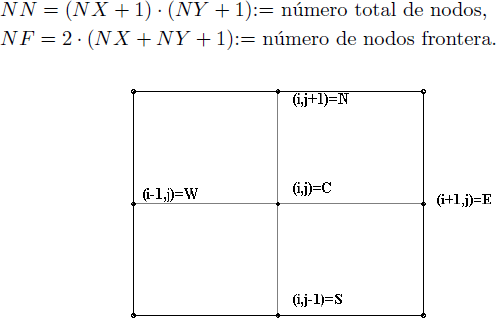 NN = (NX + 1) · (NY + 1):= número total de nodos,
NF = 2 · (NX + NY + 1):= número de nodos frontera.
(i,j+1)=N
(i-1,j)=W
(i,j)=C
(i+1,j)=E
(i,j-1)=S